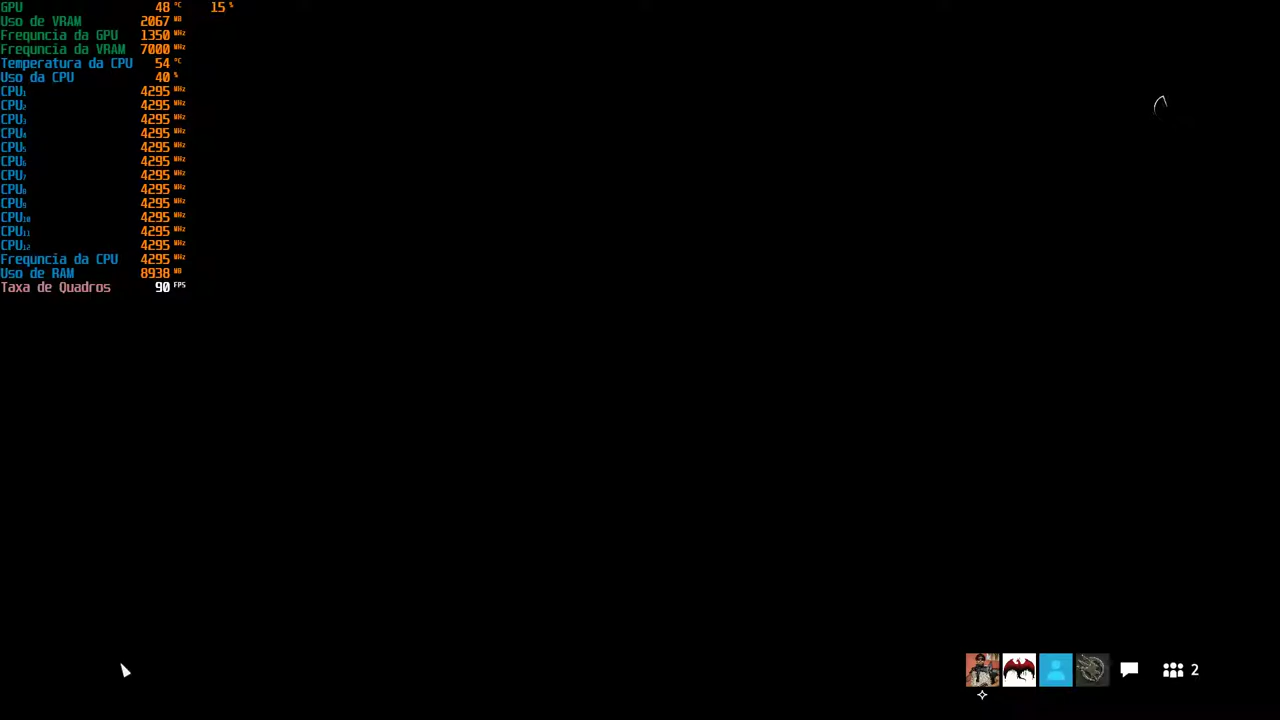 GPU 48 °C 15 %
Uso de VRAM 2067 MB
Frequncia da GPU 1350 MHz
Frequncia da VRAM 7000 MHz
Temperatura da CPU 54 °C
Uso da CPU 40 %
CPU1 4295 MHz
CPU2 4295 MHz
CPU3 4295 MHz
CPU4 4295 MHz
CPU5 4295 MHz
CPU6 4295 MHz
CPU7 4295 MHz
CPU8 4295 MHz
CPU9 4295 MHz
CPU10 4295 MHz
CPU11 4295 MHz
CPU12 4295 MHz
Frequncia da CPU 4295 MHz
Uso de RAM 8938 MB
Taxa de Quadros 90 FPS
2